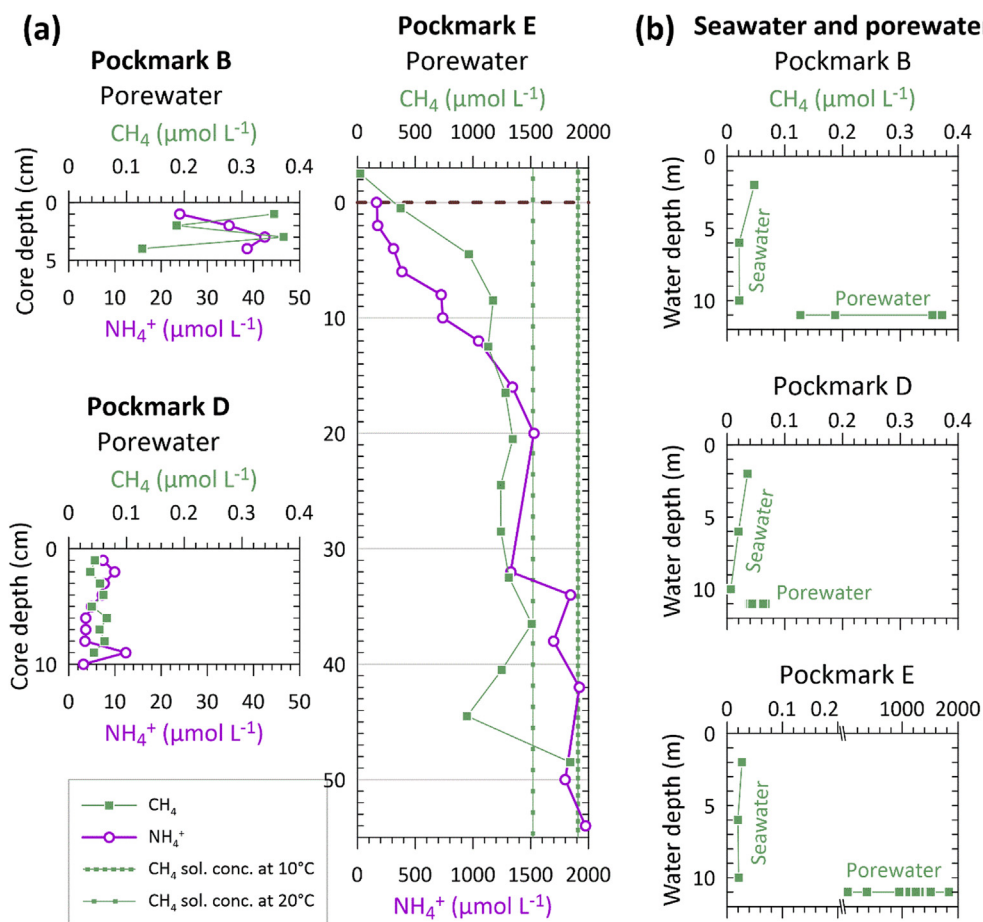 (a)
Pockmark B
Porewater
CH₄ (µmol L⁻¹)
0 0.1 0.2 0.3 0.4
Core depth (cm)
0
5
0 10 20 30 40 50
NH₄⁺ (µmol L⁻¹)
Pockmark D
Porewater
CH₄ (µmol L⁻¹)
0 0.1 0.2 0.3 0.4
Core depth (cm)
0
10
0 10 20 30 40 50
NH₄⁺ (µmol L⁻¹)
CH₄
NH₄⁺
CH₄ sol. conc. at 10°C
CH₄ sol. conc. at 20°C
Pockmark E
Porewater
CH₄ (µmol L⁻¹)
0 500 1000 1500 2000
0
10
20
30
40
50
0 500 1000 1500 2000
NH₄⁺ (µmol L⁻¹)
(b) Seawater and porewater
Pockmark B
CH₄ (µmol L⁻¹)
0 0.1 0.2 0.3 0.4
Water depth (m)
0
5
10
Seawater
Porewater
Pockmark D
0 0.1 0.2 0.3 0.4
Water depth (m)
0
5
10
Seawater
Porewater
Pockmark E
0 0.1 0.2 1000 2000
Water depth (m)
0
5
10
Seawater
Porewater